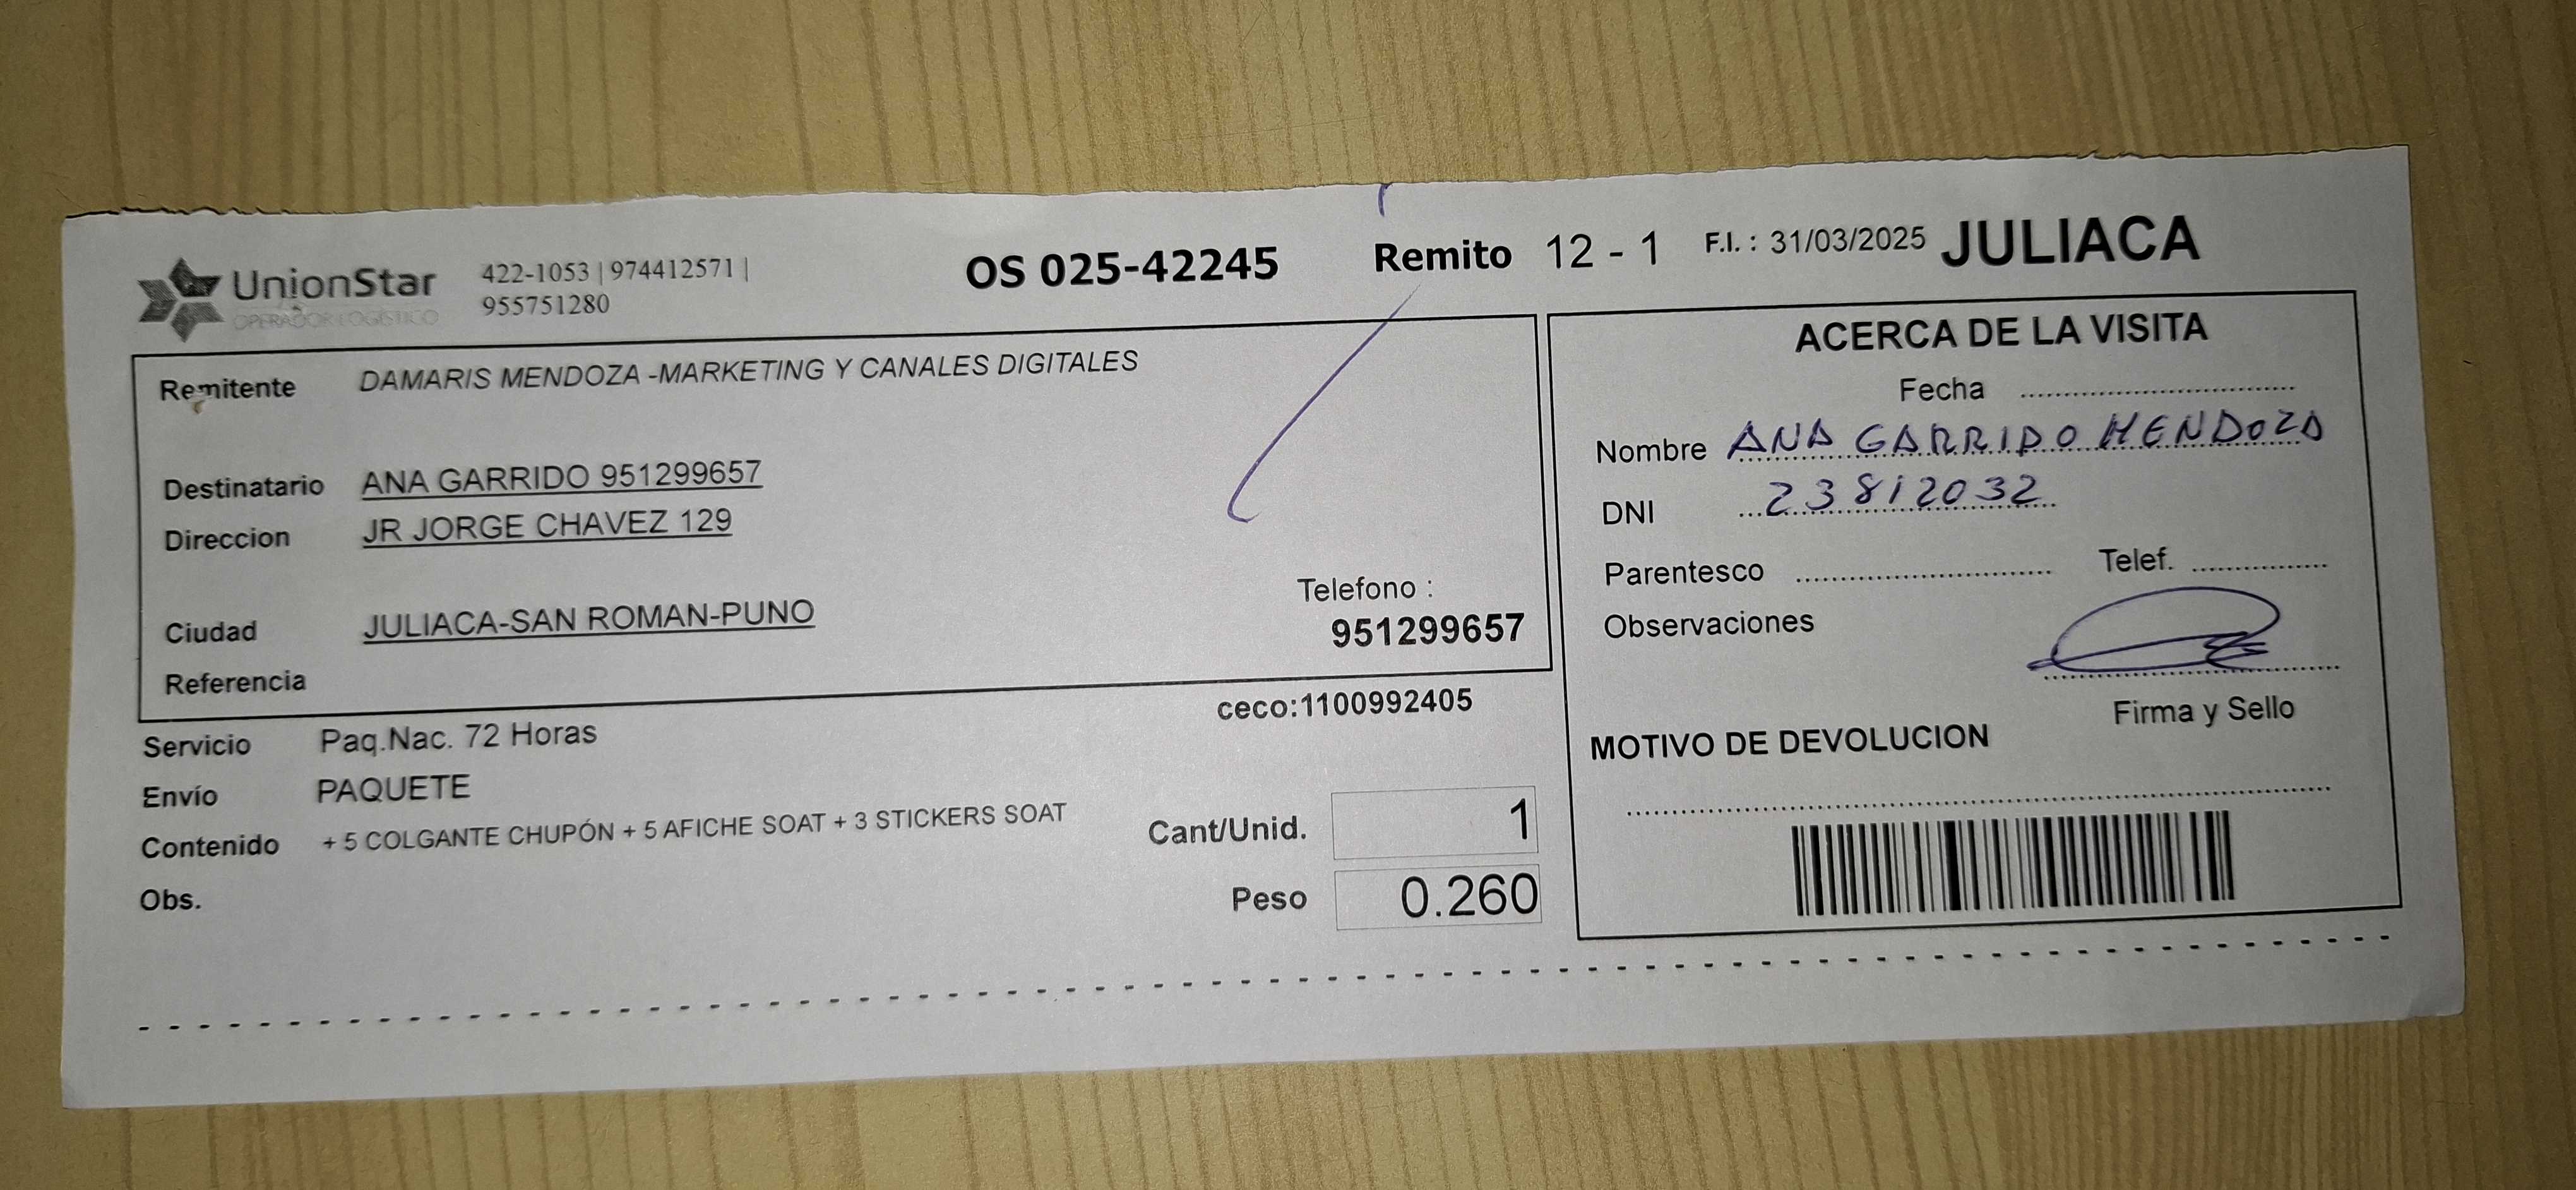 UnionStar
OPERADOR LOGÍSTICO
422-1053 | 974412571 |
955751280
OS 025-42245
Remito 12 - 1
F.I. : 31/03/2025
JULIACA
Remitente DAMARIS MENDOZA -MARKETING Y CANALES DIGITALES
Destinatario ANA GARRIDO 951299657
Direccion JR JORGE CHAVEZ 129
Ciudad JULIACA-SAN ROMAN-PUNO
Telefono :
951299657
Referencia
ceco:1100992405
Servicio Paq.Nac. 72 Horas
Envío PAQUETE
Contenido + 5 COLGANTE CHUPÓN + 5 AFICHE SOAT + 3 STICKERS SOAT
Obs.
Cant/Unid. 1
Peso 0.260
ACERCA DE LA VISITA
Fecha
Nombre ANA GARRIDO MENDOZA
DNI 23812032
Parentesco Telef.
Observaciones
Firma y Sello
MOTIVO DE DEVOLUCION